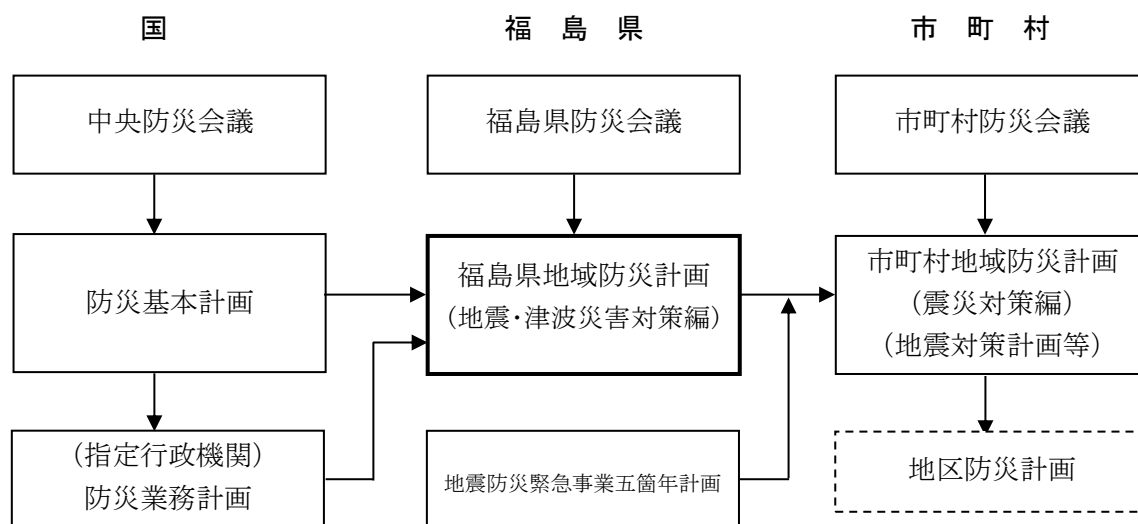 国
福 島 県
市 町 村
中央防災会議
福島県防災会議
市町村防災会議
防災基本計画
福島県地域防災計画
(地震・津波災害対策編)
市町村地域防災計画
(震災対策編)
(地震対策計画等)
(指定行政機関)
防災業務計画
地震防災緊急事業五箇年計画
地区防災計画